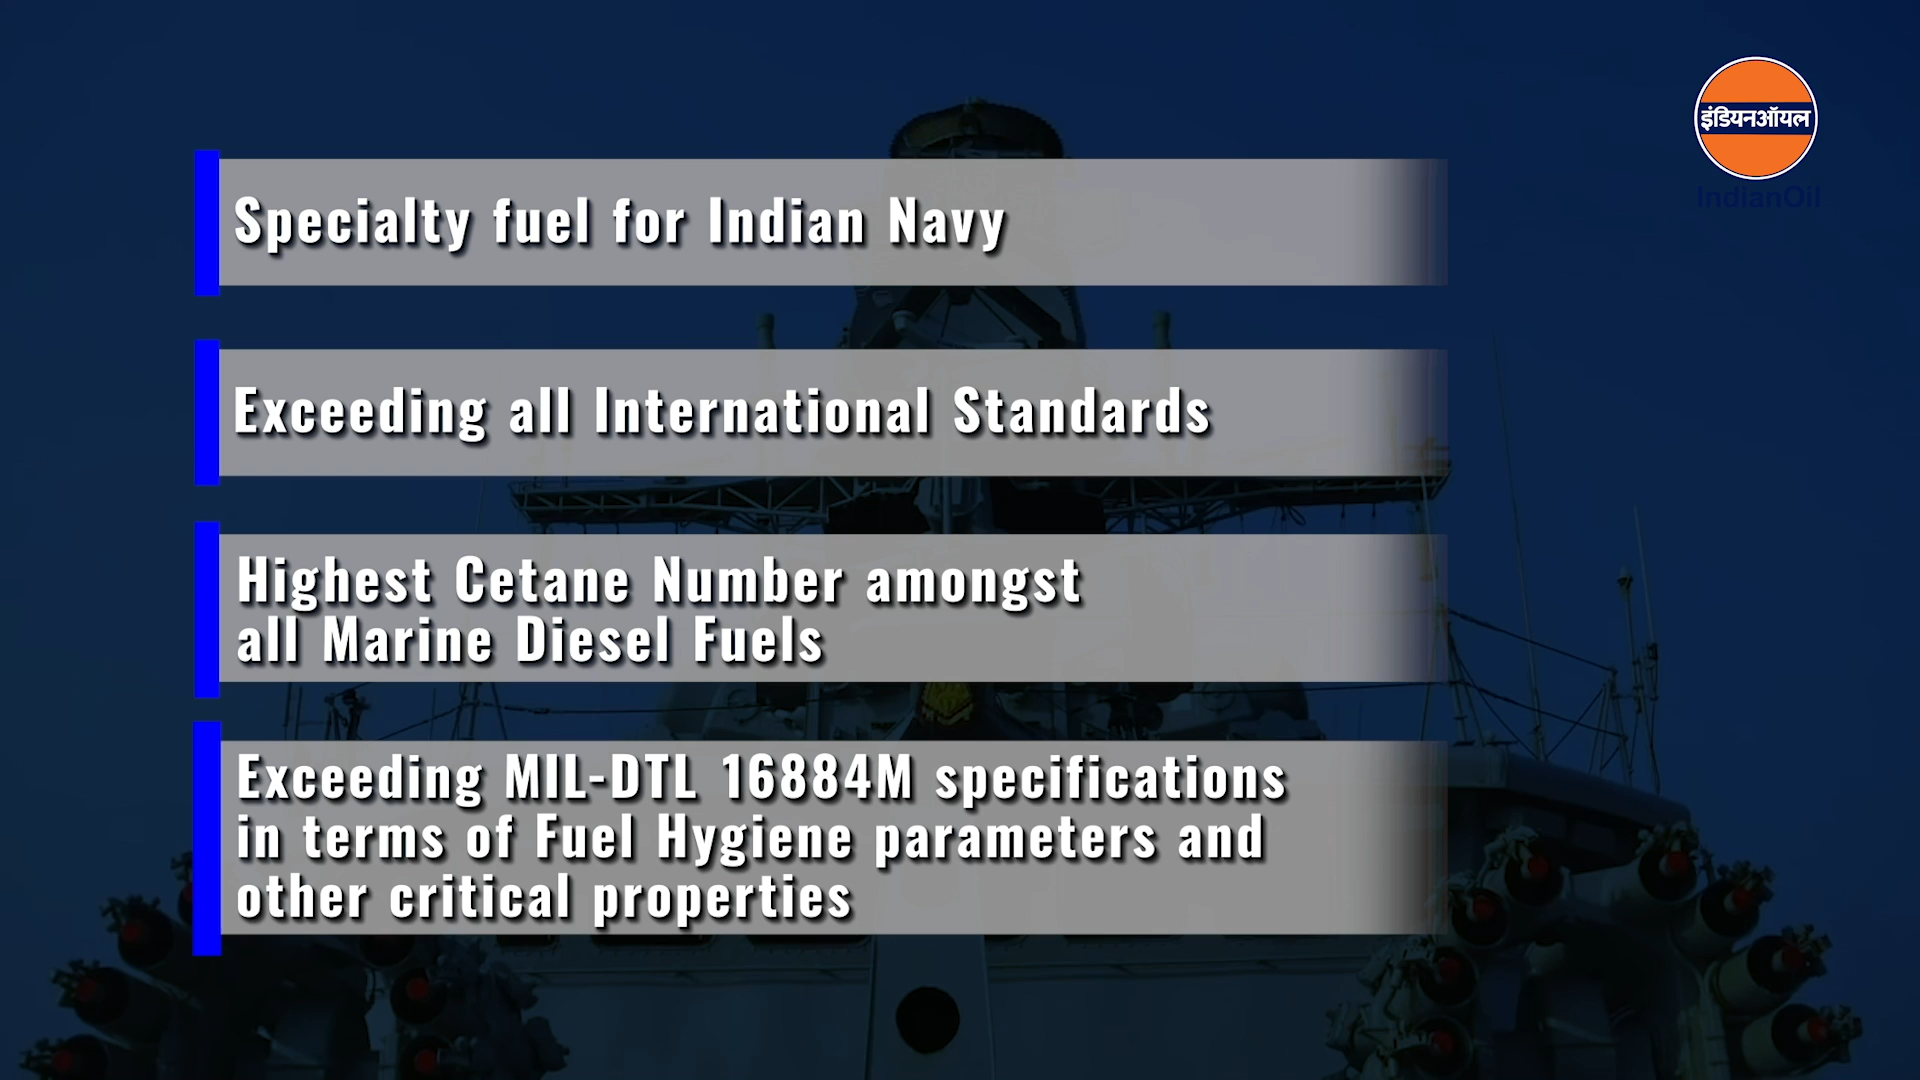 इंडियनऑयल
IndianOil
Specialty fuel for Indian Navy
Exceeding all International Standards
Highest Cetane Number amongst
all Marine Diesel Fuels
Exceeding MIL-DTL 16884M specifications
in terms of Fuel Hygiene parameters and
other critical properties